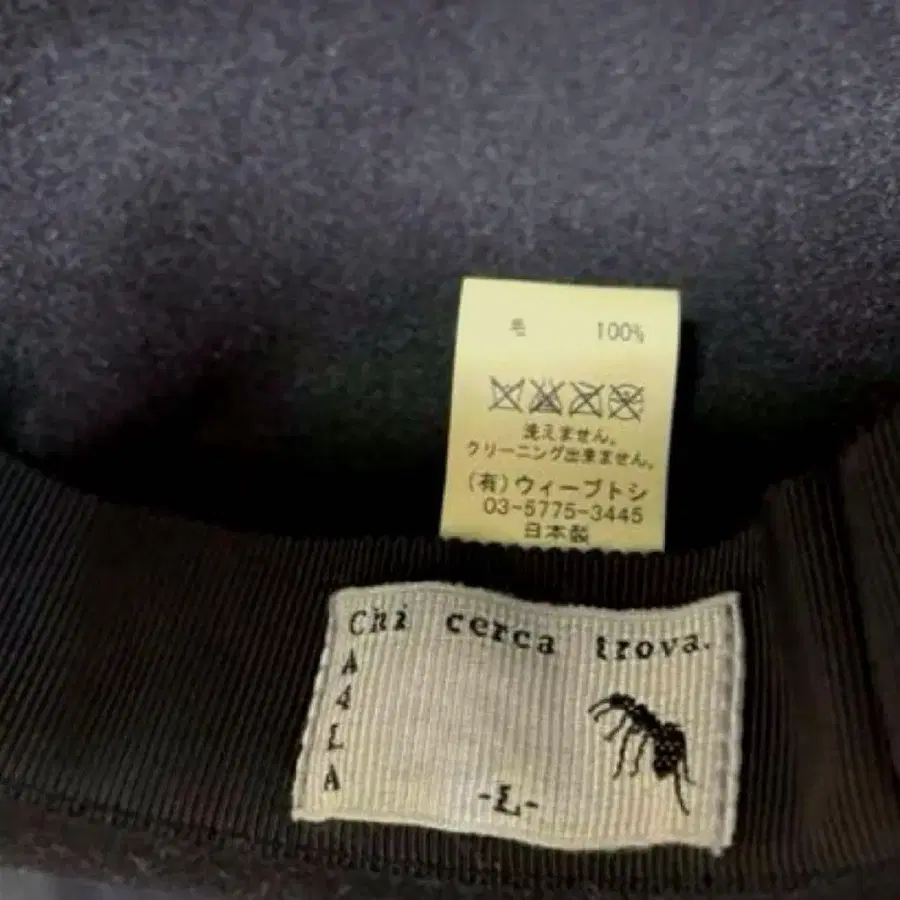 毛 100%
洗えません。
クリーニング出来ません。
(有)ウィーブトシ
03-5775-3445
日本製
Chi cerca trova.
CA4LA
-L-